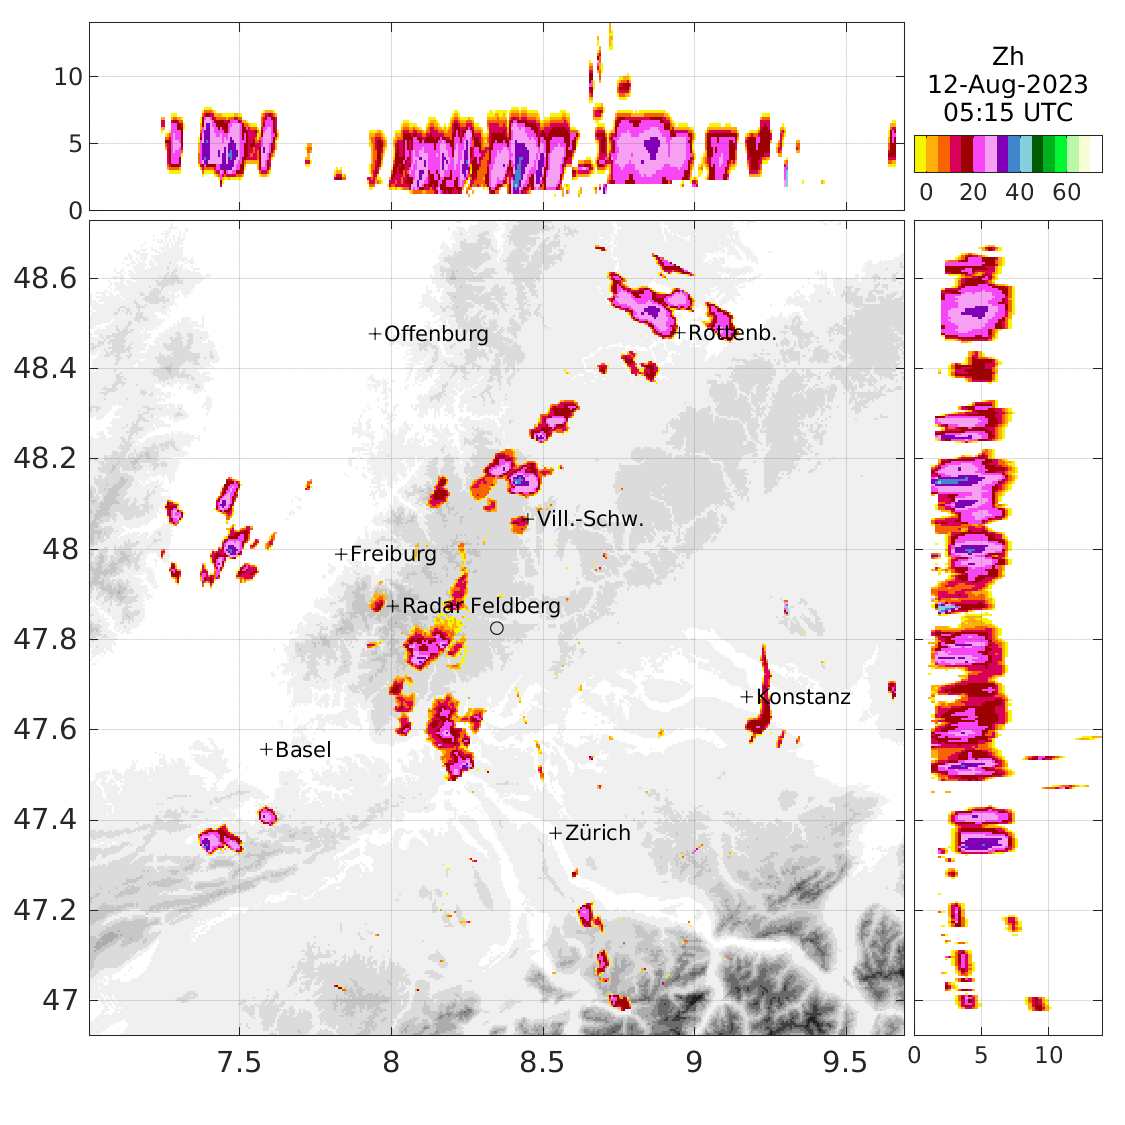 10
5
0
Zh
12-Aug-2023
05:15 UTC
0 20 40 60
48.6
48.4
48.2
48
47.8
47.6
47.4
47.2
47
Offenburg
Rottenb.
Vill.-Schw.
Freiburg
Radar Feldberg
Konstanz
Basel
Zürich
7.5 8 8.5 9 9.5
0 5 10